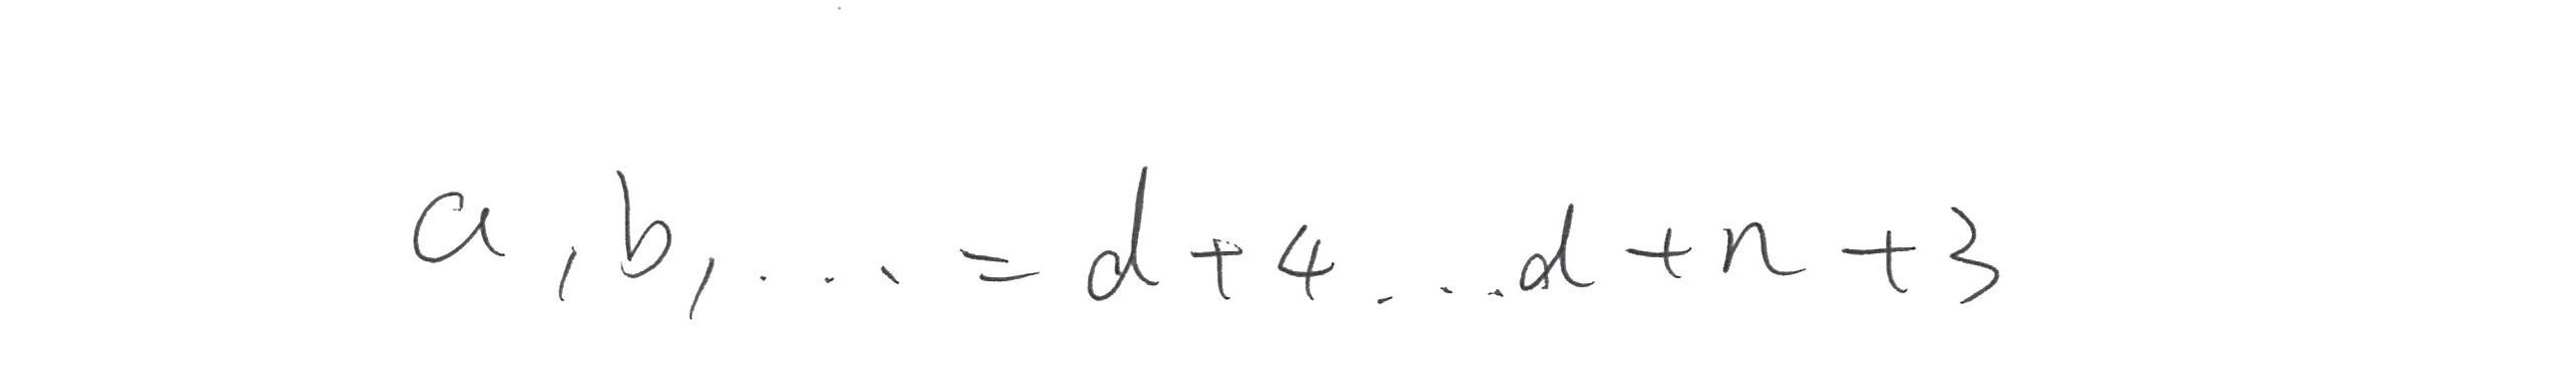 a, b, ... = d + 4 ... d + n + 3